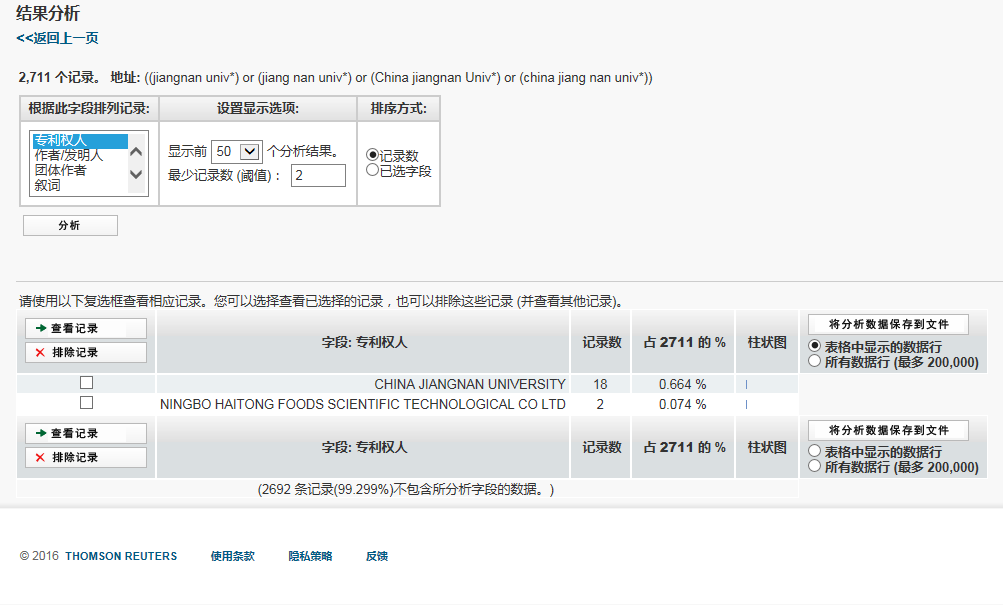 结果分析
<<返回上一页
2,711 个记录。 地址: ((jiangnan univ*) or (jiang nan univ*) or (China jiangnan Univ*) or (china jiang nan univ*))
根据此字段排列记录: 设置显示选项: 排序方式:
专利权人
作者/发明人
团体作者
叙词
显示前 50 个分析结果。
最少记录数 (阈值)： 2
记录数
已选字段
分析
请使用以下复选框查看相应记录。您可以选择查看已选择的记录，也可以排除这些记录 (并查看其他记录)。
查看记录
排除记录
字段: 专利权人 记录数 占 2711 的 % 柱状图
将分析数据保存到文件
表格中显示的数据行
所有数据行 (最多 200,000)
CHINA JIANGNAN UNIVERSITY 18 0.664 %
NINGBO HAITONG FOODS SCIENTIFIC TECHNOLOGICAL CO LTD 2 0.074 %
查看记录
排除记录
字段: 专利权人 记录数 占 2711 的 % 柱状图
将分析数据保存到文件
表格中显示的数据行
所有数据行 (最多 200,000)
(2692 条记录(99.299%)不包含所分析字段的数据。)
© 2016 THOMSON REUTERS 使用条款 隐私策略 反馈